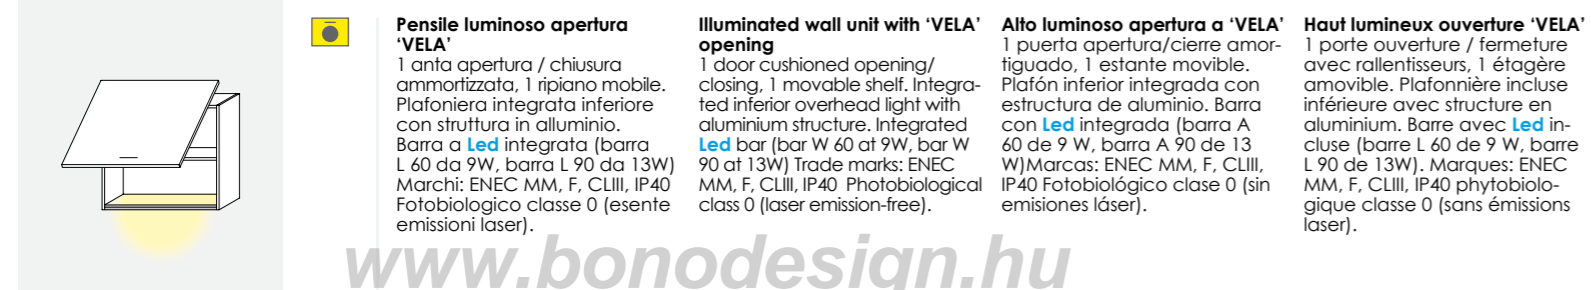 Pensile luminoso apertura
‘VELA’
1 anta apertura / chiusura
ammortizzata, 1 ripiano mobile.
Plafoniera integrata inferiore
con struttura in alluminio.
Barra a Led integrata (barra
L 60 da 9W, barra L 90 da 13W)
Marchi: ENEC MM, F, CLIII, IP40
Fotobiologico classe 0 (esente
emissioni laser).
Illuminated wall unit with ‘VELA’
opening
1 door cushioned opening/
closing, 1 movable shelf. Integra-
ted inferior overhead light with
aluminium structure. Integrated
Led bar (bar W 60 at 9W, bar W
90 at 13W) Trade marks: ENEC
MM, F, CLIII, IP40 Photobiological
class 0 (laser emission-free).
Alto luminoso apertura a ‘VELA’
1 puerta apertura/cierre amor-
tiguado, 1 estante movible.
Plafón inferior integrada con
estructura de aluminio. Barra
con Led integrada (barra A
60 de 9 W, barra A 90 de 13
W)Marcas: ENEC MM, F, CLIII,
IP40 Fotobiológico clase 0 (sin
emisiones láser).
Haut lumineux ouverture ‘VELA’
1 porte ouverture / fermeture
avec rallentisseurs, 1 étagère
amovible. Plafonnière incluse
inférieure avec structure en
aluminium. Barre avec Led in-
cluse (barre L 60 de 9 W, barre
L 90 de 13W). Marques: ENEC
MM, F, CLIII, IP40 phytobiolo-
gique classe 0 (sans émissions
laser).
www.bonodesign.hu